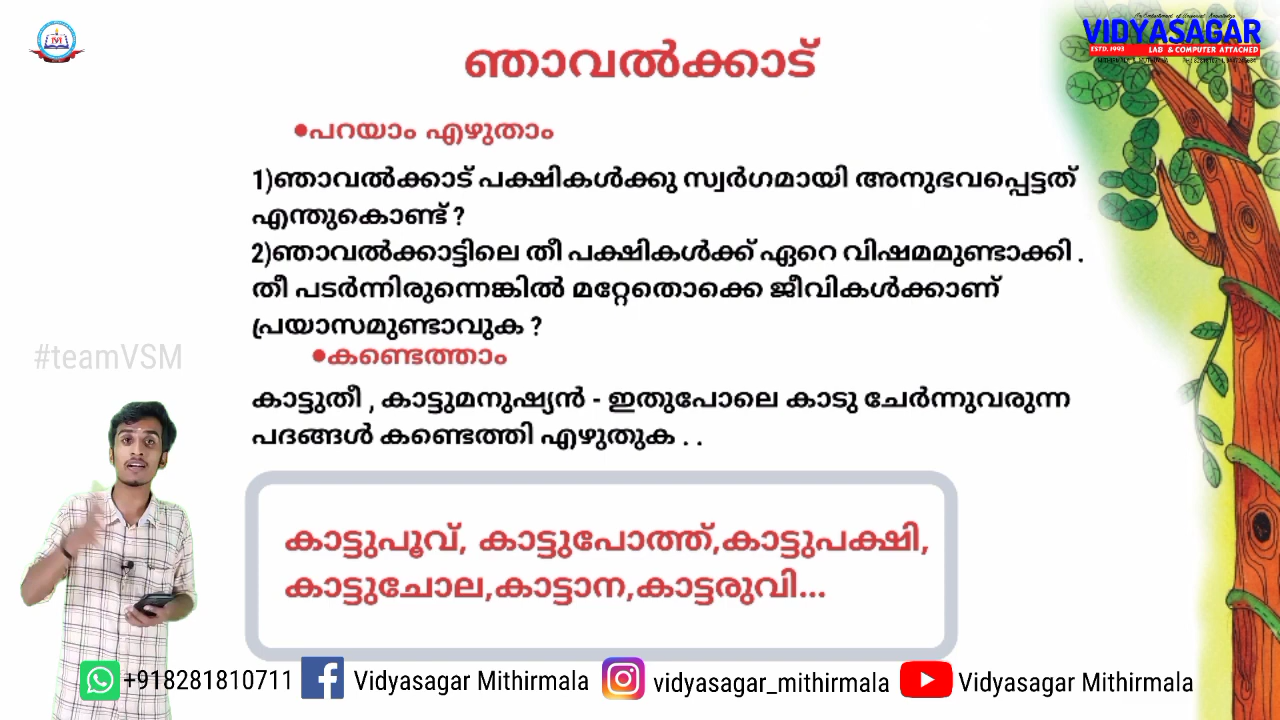 VIDYASAGAR
ESTD.1993 LAB & COMPUTER ATTACHED
ഞാവൽക്കാട്
•പറയാം എഴുതാം
1)ഞാവൽക്കാട് പക്ഷികൾക്കു സ്വർഗമായി അനുഭവപ്പെട്ടത്
എന്തുകൊണ്ട് ?
2)ഞാവൽക്കാട്ടിലെ തീ പക്ഷികൾക്ക് ഏറെ വിഷമമുണ്ടാക്കി .
തീ പടർന്നിരുന്നെങ്കിൽ മറ്റേതൊക്കെ ജീവികൾക്കാണ്
പ്രയാസമുണ്ടാവുക ?
#teamVSM
•കണ്ടെത്താം
കാട്ടുതീ , കാട്ടുമനുഷ്യൻ - ഇതുപോലെ കാടു ചേർന്നുവരുന്ന
പദങ്ങൾ കണ്ടെത്തി എഴുതുക . .
കാട്ടുപൂവ്, കാട്ടുപോത്ത്,കാട്ടുപക്ഷി,
കാട്ടുചോല,കാട്ടാന,കാട്ടരുവി...
+918281810711 Vidyasagar Mithirmala vidyasagar_mithirmala Vidyasagar Mithirmala